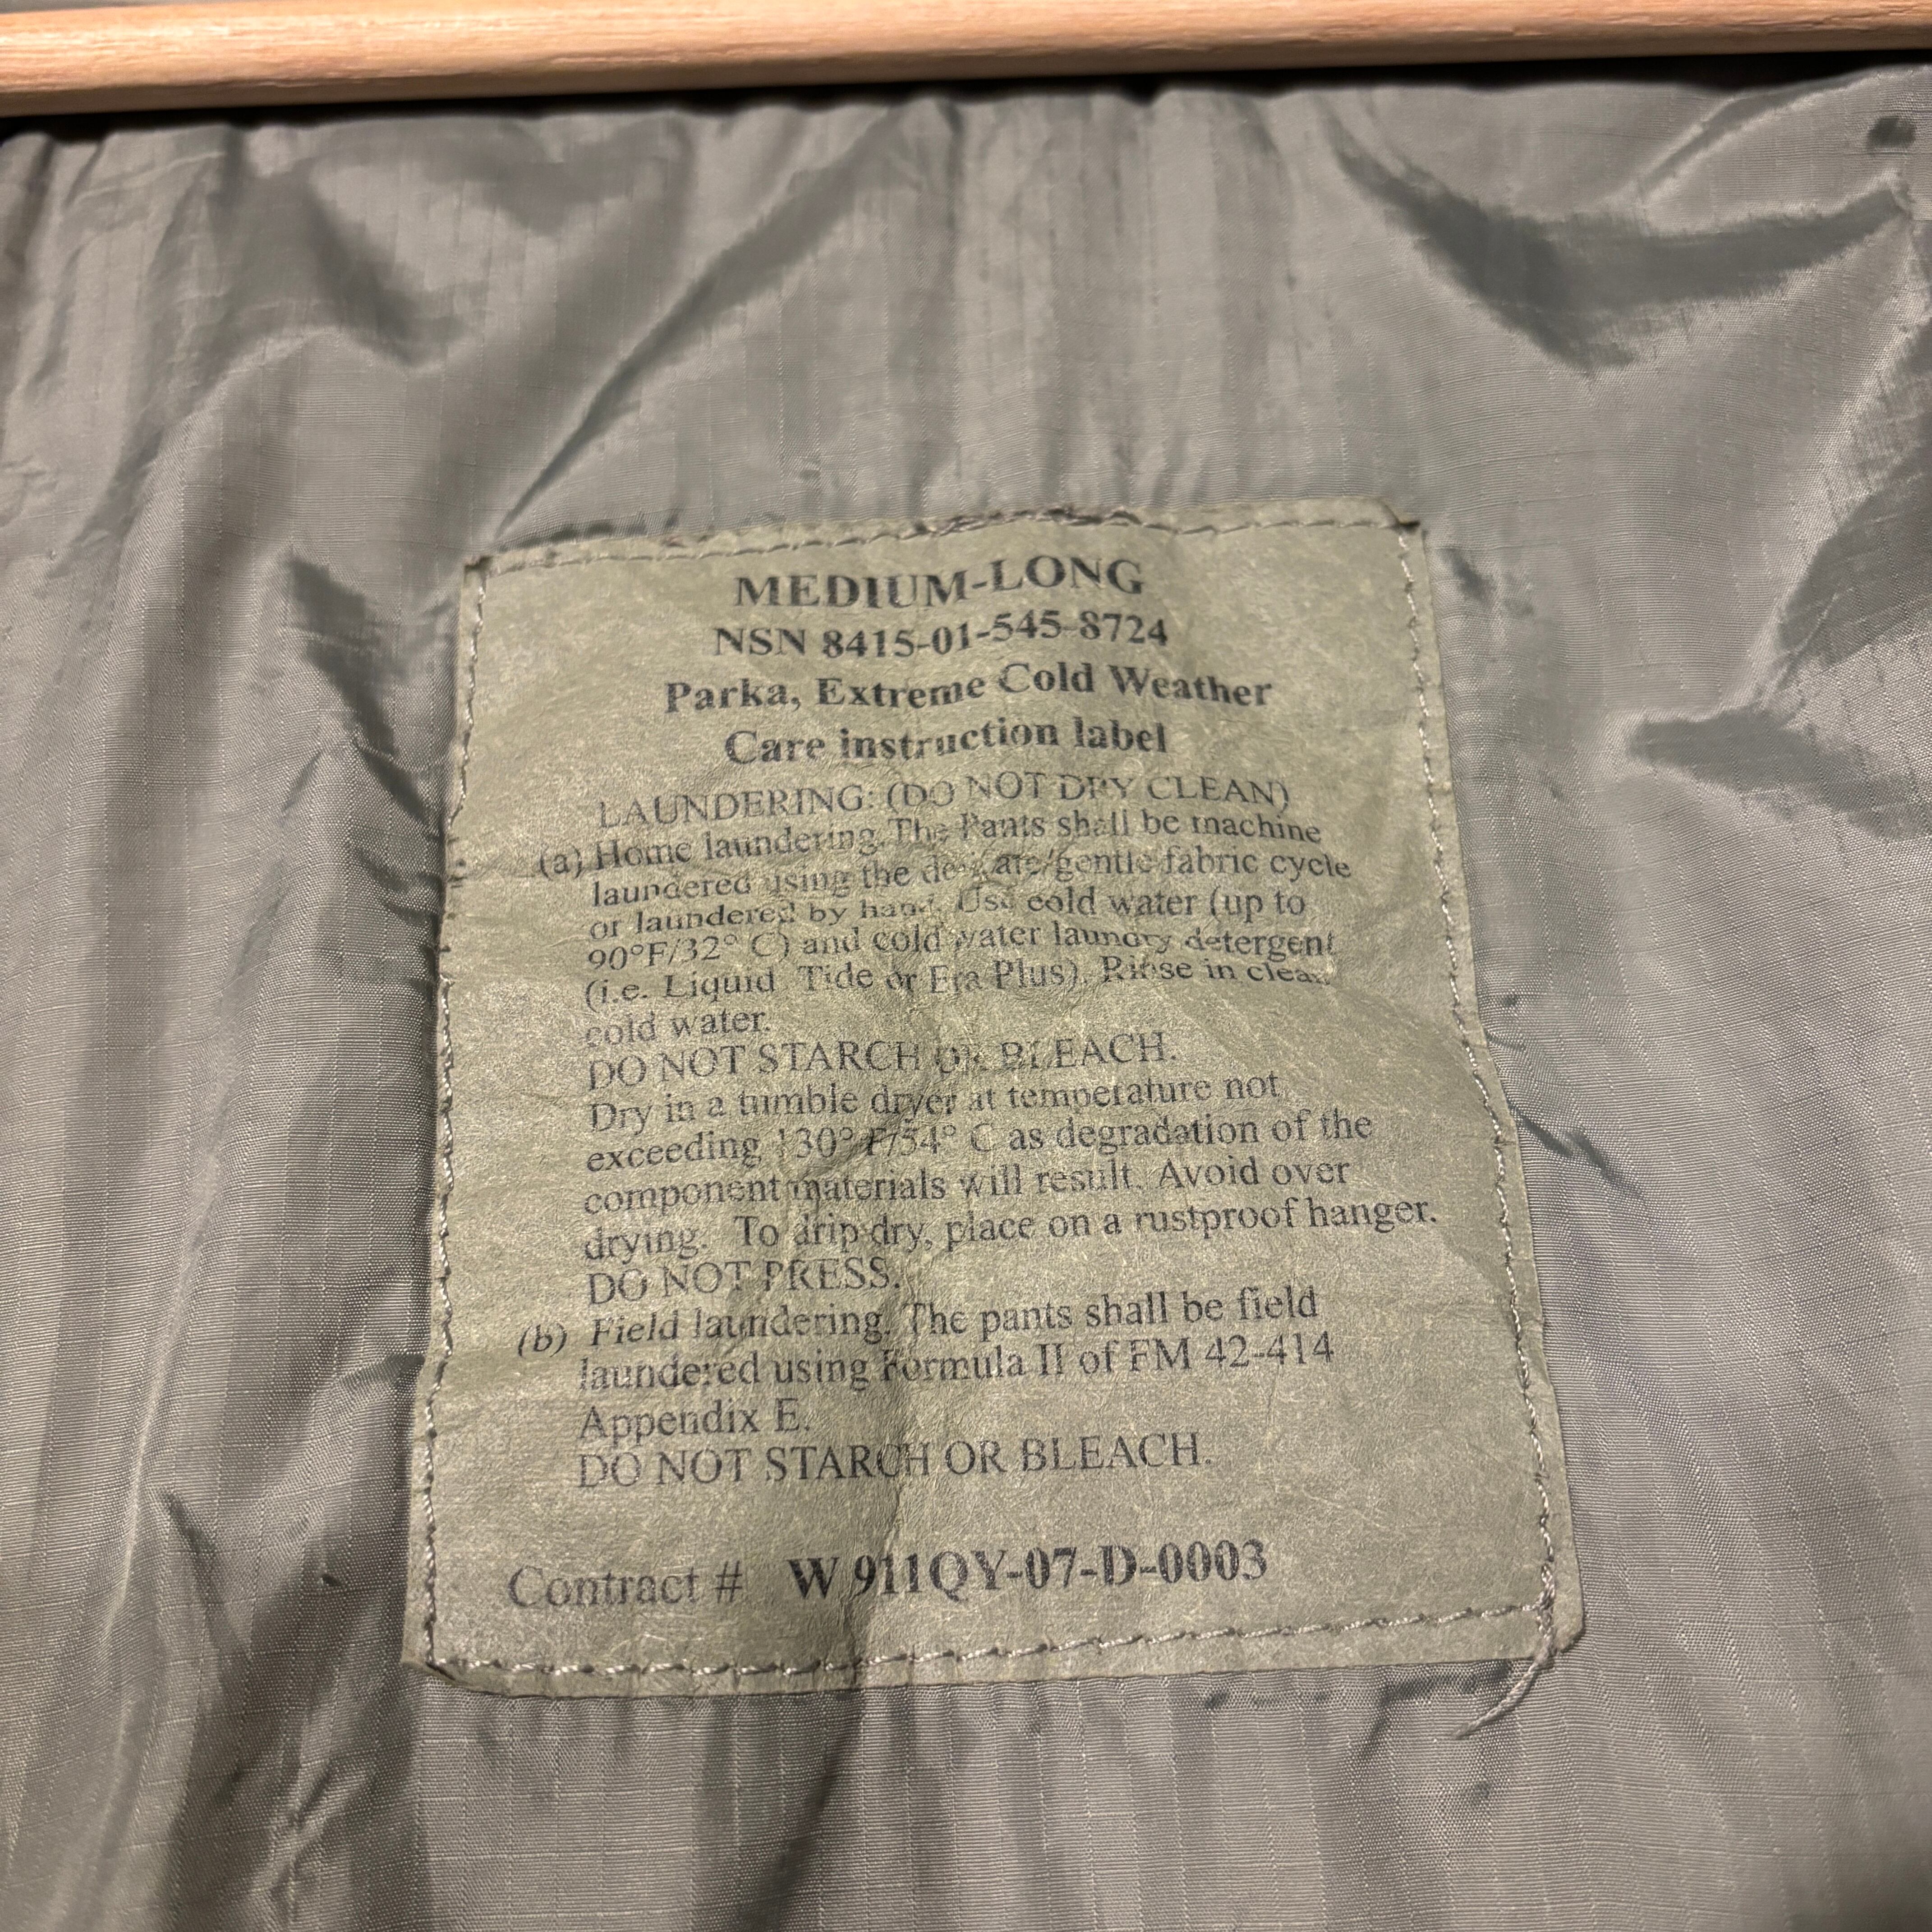 MEDIUM-LONG
NSN 8415-01-545-8724
Parka, Extreme Cold Weather
Care instruction label
LAUNDERING: (DO NOT DRY CLEAN)
(a) Home laundering. The Pants shall be machine
laundered using the delicate/gentle fabric cycle
or laundered by hand. Use cold water (up to
90°F/32° C) and cold water laundry detergent
(i.e. Liquid Tide or Era Plus). Rinse in clean
cold water.
DO NOT STARCH OR BLEACH.
Dry in a tumble dryer at temperature not
exceeding 130° F/54° C as degradation of the
component materials will result. Avoid over
drying. To drip dry, place on a rustproof hanger.
DO NOT PRESS.
(b) Field laundering. The pants shall be field
laundered using Formula II of FM 42-414
Appendix E.
DO NOT STARCH OR BLEACH.
Contract # W 911QY-07-D-0003